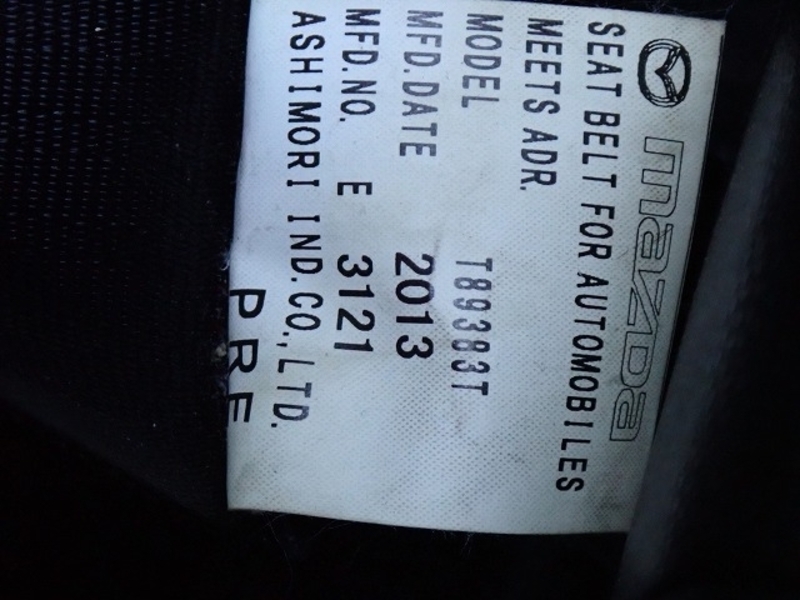 mazda
SEAT BELT FOR AUTOMOBILES
MEETS ADR.
MODEL T89383T
MFD.DATE 2013
MFD.NO. E 3121
ASHIMORI IND.CO.,LTD.
PRE